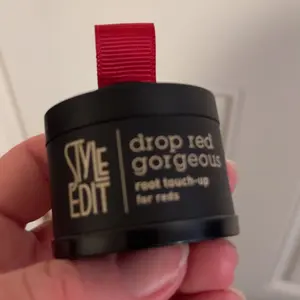 STYLE
EDIT
drop red
gorgeous
root touch-up
for reds